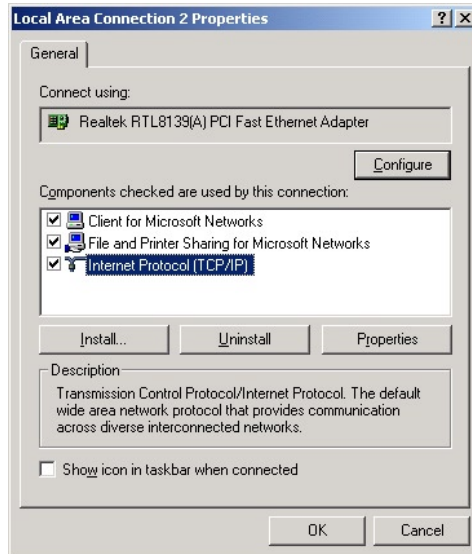 Local Area Connection 2 Properties
General
Connect using:
Realtek RTL8139(A) PCI Fast Ethernet Adapter
Configure
Components checked are used by this connection:
Client for Microsoft Networks
File and Printer Sharing for Microsoft Networks
Internet Protocol (TCP/IP)
Install... Uninstall Properties
Description
Transmission Control Protocol/Internet Protocol. The default
wide area network protocol that provides communication
across diverse interconnected networks.
Show icon in taskbar when connected
OK Cancel